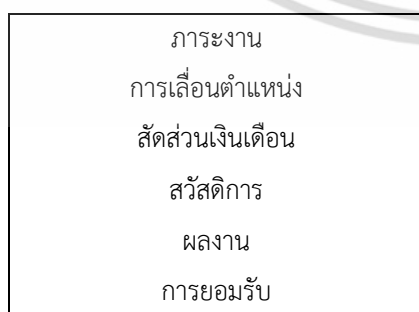 ภาระงาน
การเลื่อนตำแหน่ง
สัดส่วนเงินเดือน
สวัสดิการ
ผลงาน
การยอมรับ